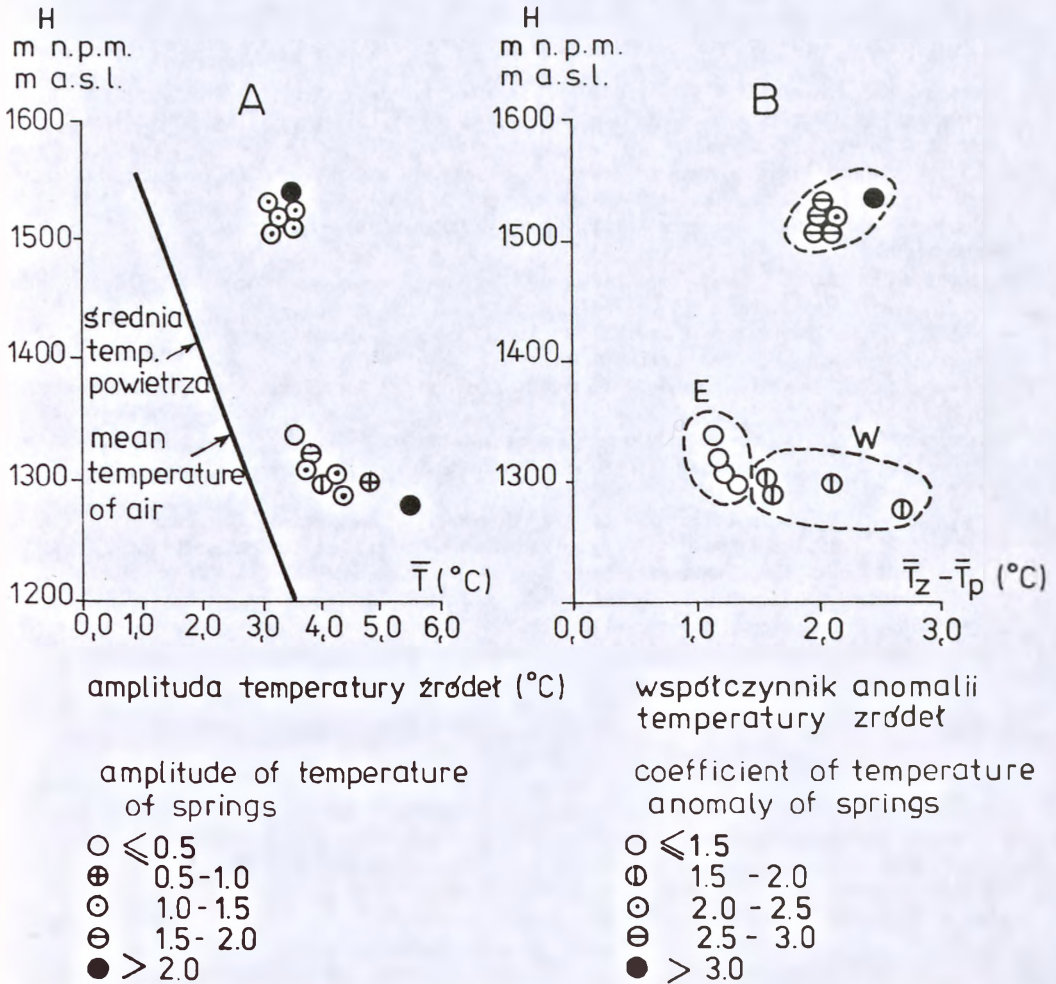 H
m n.p.m.
m a.s.l.
A
1600
1500
1400
1300
1200
średnia
temp.
powietrza
mean
temperature
of air
T̅ (°C)
0,0 1,0 2,0 3,0 4,0 5,0 6,0
amplituda temperatury źródeł (°C)
amplitude of temperature
of springs
≤0.5
0.5-1.0
1.0-1.5
1.5-2.0
> 2.0
H
m n.p.m.
m a.s.l.
B
1600
1500
1400
1300
1200
E
W
T̅z - T̅p (°C)
0,0 1,0 2,0 3,0
współczynnik anomalii
temperatury zródeł
coefficient of temperature
anomaly of springs
≤1.5
1.5 - 2.0
2.0 - 2.5
2.5 - 3.0
> 3.0